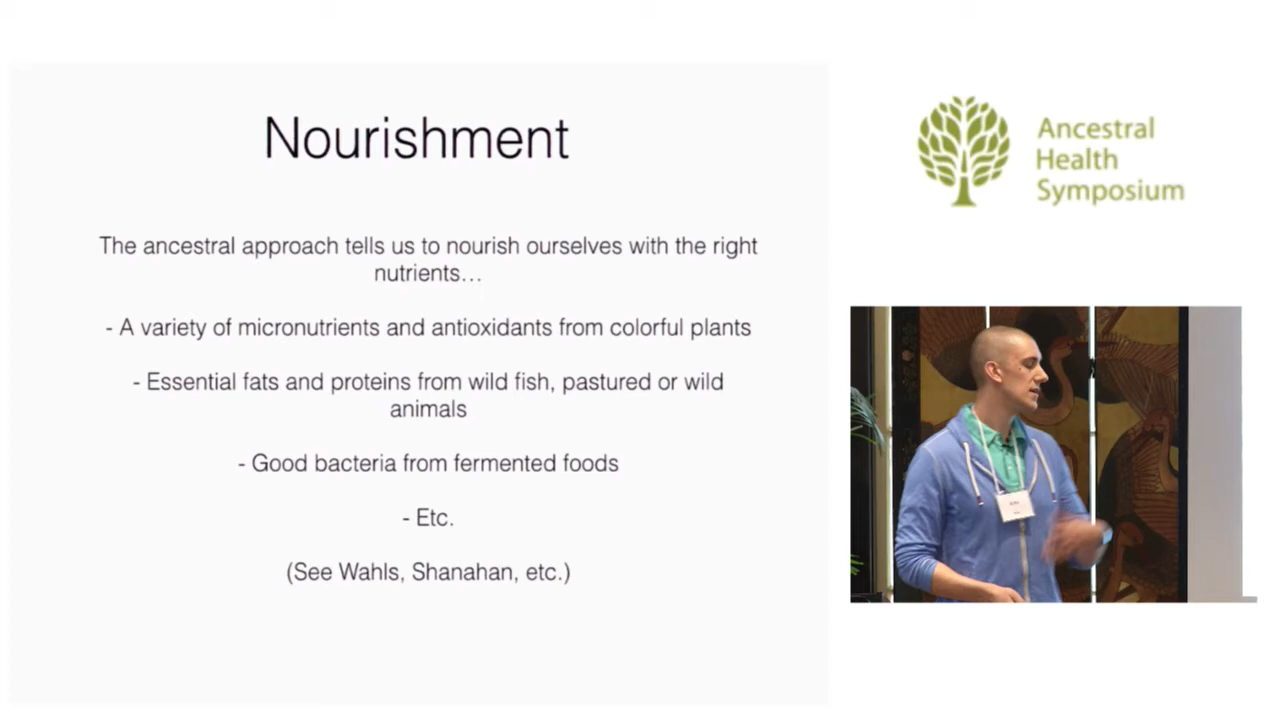 Nourishment
The ancestral approach tells us to nourish ourselves with the right
nutrients…
- A variety of micronutrients and antioxidants from colorful plants
- Essential fats and proteins from wild fish, pastured or wild
animals
- Good bacteria from fermented foods
- Etc.
(See Wahls, Shanahan, etc.)
Ancestral
Health
Symposium